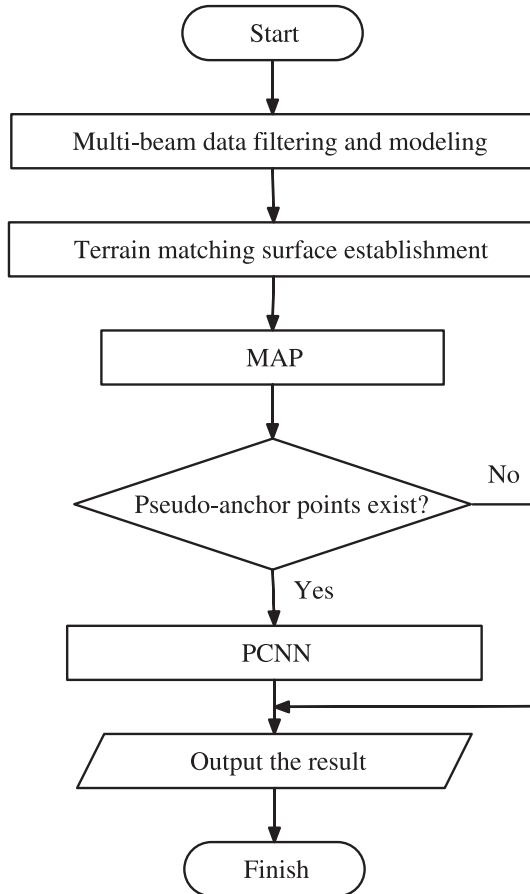 Start
Multi-beam data filtering and modeling
Terrain matching surface establishment
MAP
Pseudo-anchor points exist?
No
Yes
PCNN
Output the result
Finish